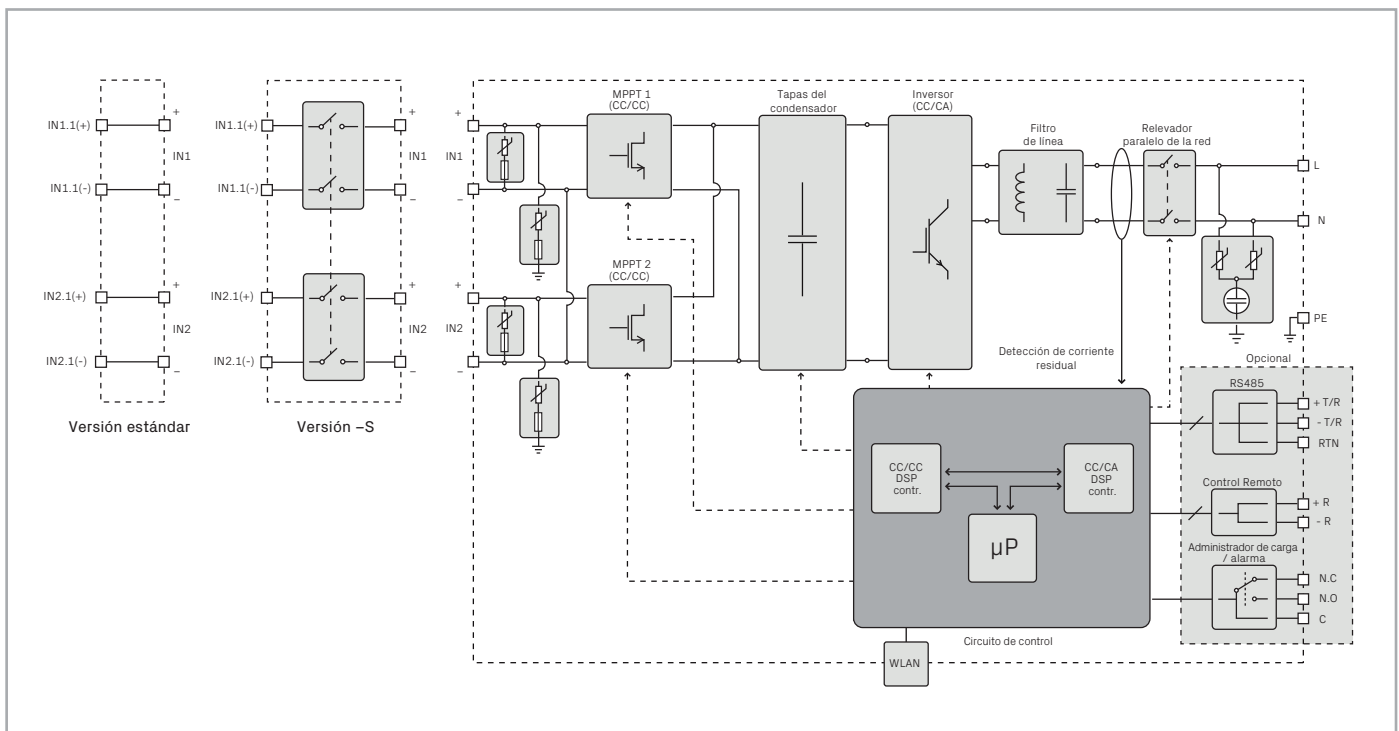 IN1.1(+)
+
IN1
IN1.1(-)
−
IN2.1(+)
+
IN2
IN2.1(-)
−
Versión estándar
IN1.1(+)
+
IN1
IN1.1(-)
−
IN2.1(+)
+
IN2
IN2.1(-)
−
Versión –S
+
IN1
−
+
IN2
−
MPPT 1
(CC/CC)
MPPT 2
(CC/CC)
Tapas del
condensador
Inversor
(CC/CA)
Filtro
de línea
Relevador
paralelo de la red
L
N
PE
Detección de corriente
residual
Opcional
RS485
+ T/R
- T/R
RTN
Control Remoto
+ R
- R
Administrador de carga
/ alarma
N.C
N.O
C
CC/CC
DSP
contr.
CC/CA
DSP
contr.
µP
Circuito de control
WLAN